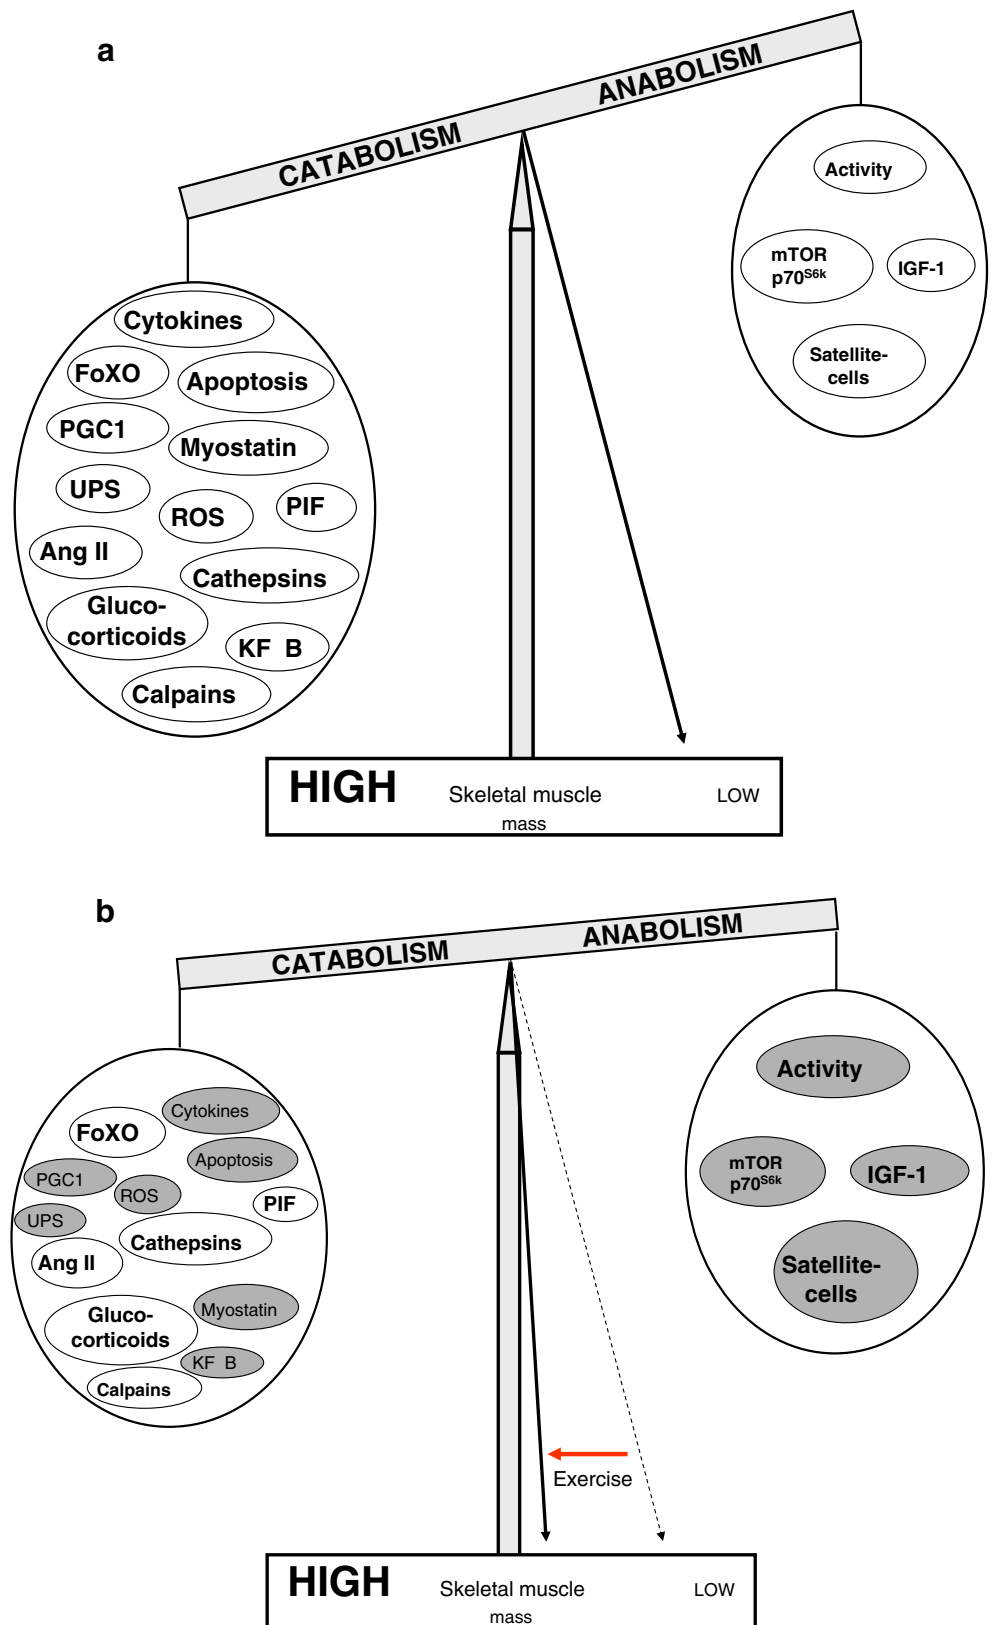 a
ANABOLISM
CATABOLISM
Activity
mTOR
p70S6k
IGF-1
Satellite-
cells
Cytokines
FoXO
Apoptosis
PGC1
Myostatin
UPS
ROS
PIF
Ang II
Cathepsins
Gluco-
corticoids
KF B
Calpains
HIGH
Skeletal muscle
mass
LOW
b
ANABOLISM
CATABOLISM
Activity
mTOR
p70S6k
IGF-1
Satellite-
cells
Cytokines
FoXO
Apoptosis
PGC1
ROS
PIF
UPS
Cathepsins
Ang II
Myostatin
Gluco-
corticoids
KF B
Calpains
Exercise
HIGH
Skeletal muscle
mass
LOW